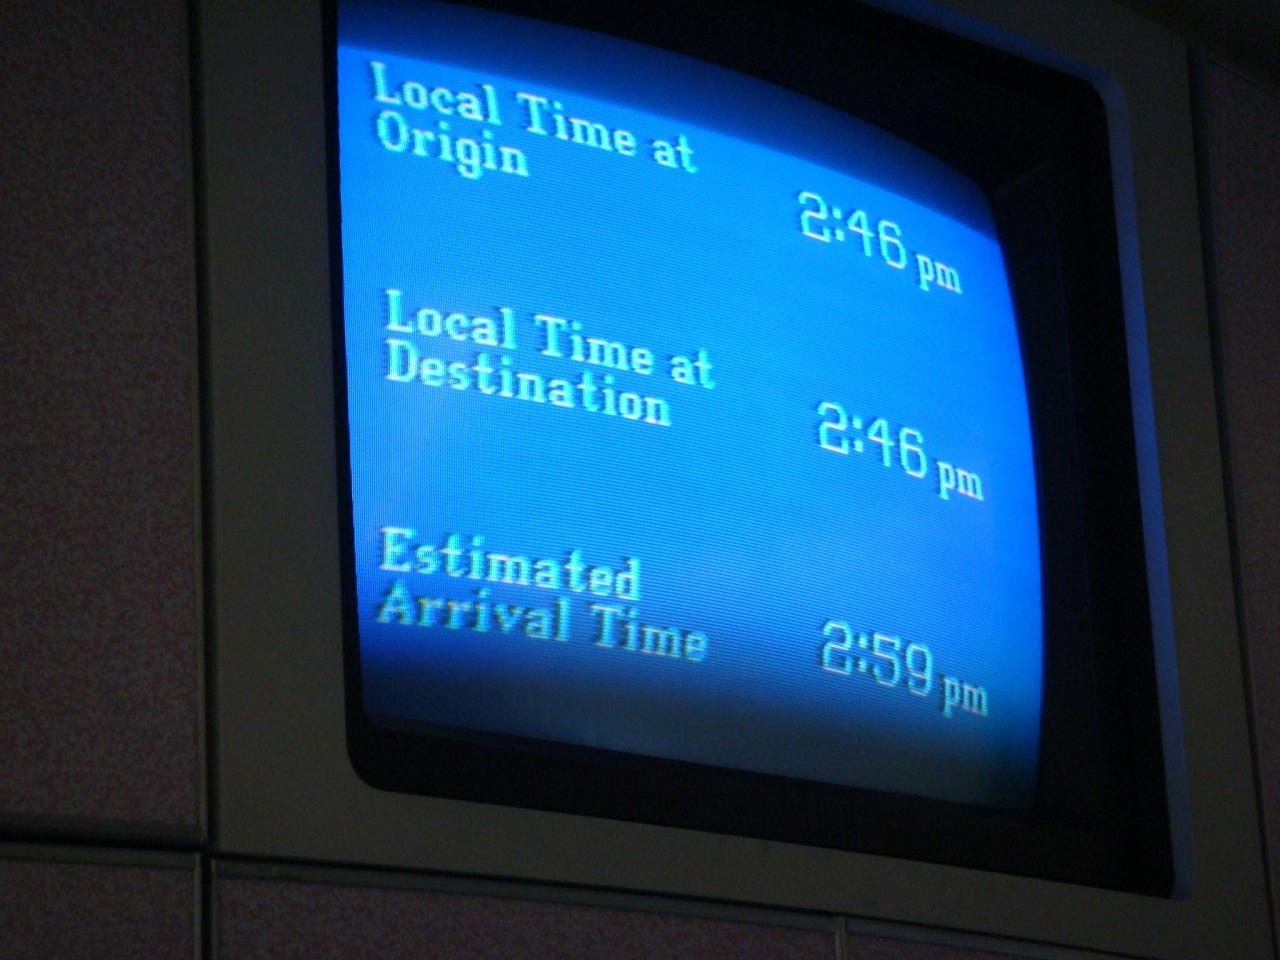 Local Time at
Origin
2:46 pm
Local Time at
Destination
2:46 pm
Estimated
Arrival Time
2:59 pm